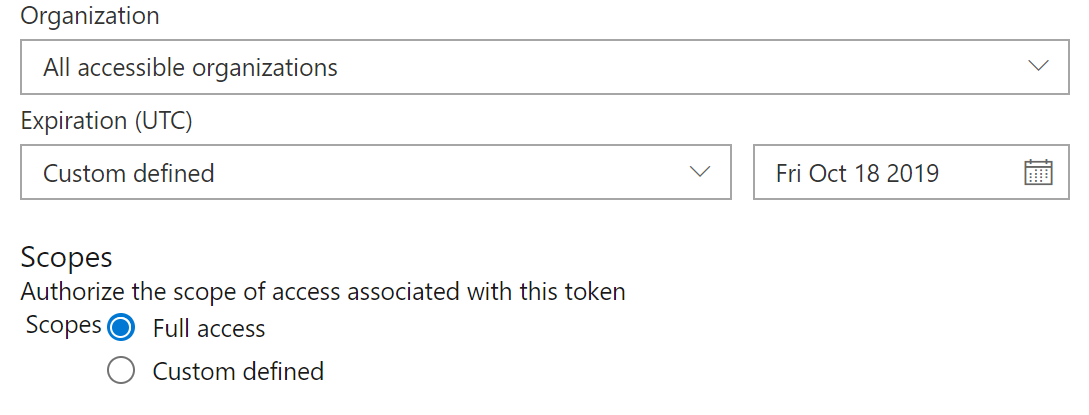 Organization
All accessible organizations
Expiration (UTC)
Custom defined
Fri Oct 18 2019
Scopes
Authorize the scope of access associated with this token
Scopes Full access
Custom defined